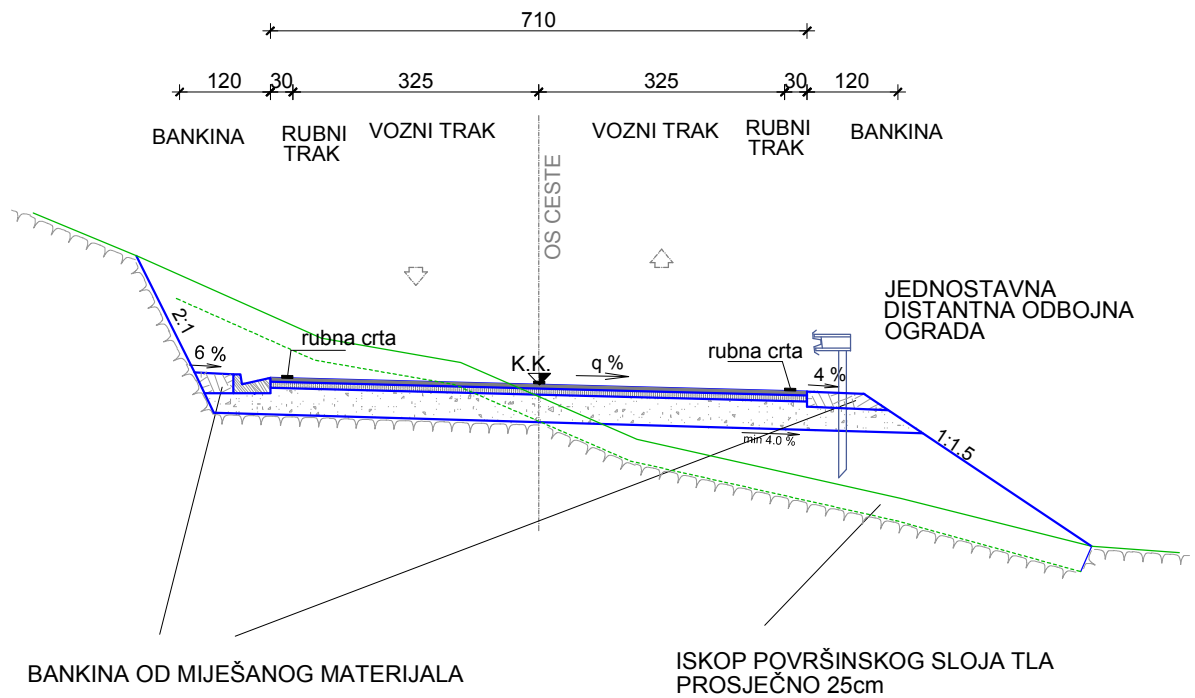 710
120 30 325 325 30 120
BANKINA
RUBNI
TRAK
VOZNI TRAK
VOZNI TRAK
RUBNI
TRAK
BANKINA
OS CESTE
JEDNOSTAVNA
DISTANTNA ODBOJNA
OGRADA
2:1
6 %
rubna crta
K.K.
q %
rubna crta
4 %
min 4.0 %
1:1.5
BANKINA OD MIJEŠANOG MATERIJALA
ISKOP POVRŠINSKOG SLOJA TLA
PROSJEČNO 25cm